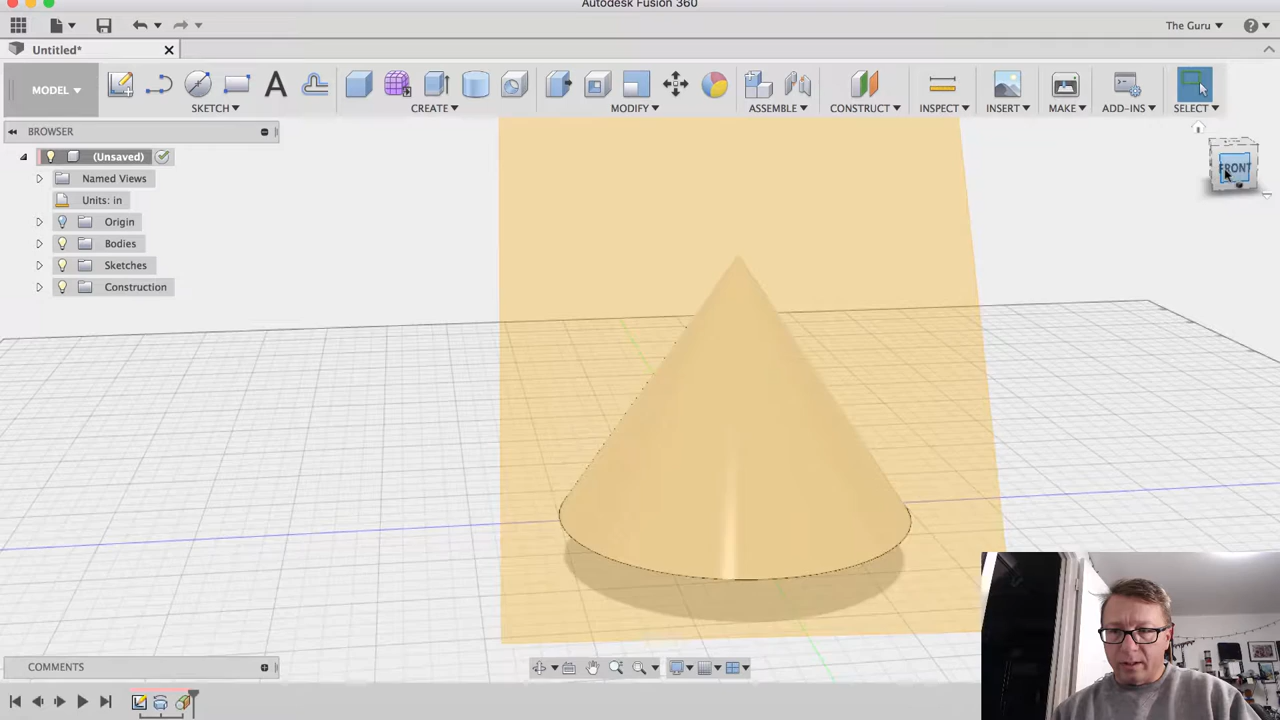 Autodesk Fusion 360
The Guru
Untitled*
MODEL
SKETCH
CREATE
MODIFY
ASSEMBLE
CONSTRUCT
INSPECT
INSERT
MAKE
ADD-INS
SELECT
BROWSER
(Unsaved)
Named Views
Units: in
Origin
Bodies
Sketches
Construction
FRONT
COMMENTS